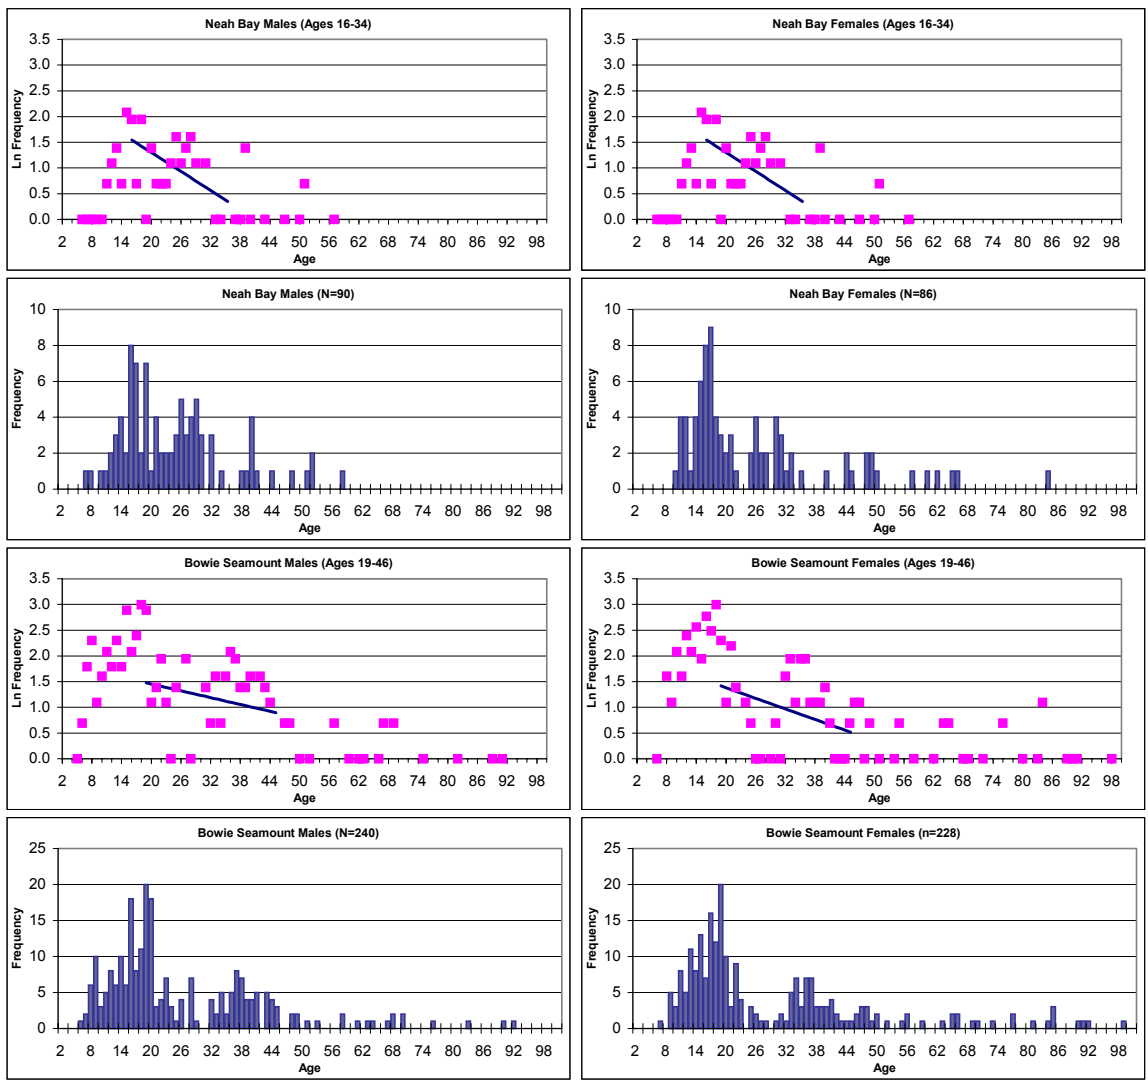 Neah Bay Males (Ages 16-34)
3.5
3.0
2.5
2.0
1.5
1.0
0.5
0.0
Ln Frequency
2 8 14 20 26 32 38 44 50 56 62 68 74 80 86 92 98
Age
Neah Bay Females (Ages 16-34)
3.5
3.0
2.5
2.0
1.5
1.0
0.5
0.0
Ln Frequency
2 8 14 20 26 32 38 44 50 56 62 68 74 80 86 92 98
Age
Neah Bay Males (N=90)
10
8
6
4
2
0
Frequency
2 8 14 20 26 32 38 44 50 56 62 68 74 80 86 92 98
Age
Neah Bay Females (N=86)
10
8
6
4
2
0
Frequency
2 8 14 20 26 32 38 44 50 56 62 68 74 80 86 92 98
Age
Bowie Seamount Males (Ages 19-46)
3.5
3.0
2.5
2.0
1.5
1.0
0.5
0.0
Ln Frequency
2 8 14 20 26 32 38 44 50 56 62 68 74 80 86 92 98
Age
Bowie Seamount Females (Ages 19-46)
3.5
3.0
2.5
2.0
1.5
1.0
0.5
0.0
Ln Frequency
2 8 14 20 26 32 38 44 50 56 62 68 74 80 86 92 98
Age
Bowie Seamount Males (N=240)
25
20
15
10
5
0
Frequency
2 8 14 20 26 32 38 44 50 56 62 68 74 80 86 92 98
Age
Bowie Seamount Females (n=228)
25
20
15
10
5
0
Frequency
2 8 14 20 26 32 38 44 50 56 62 68 74 80 86 92 98
Age